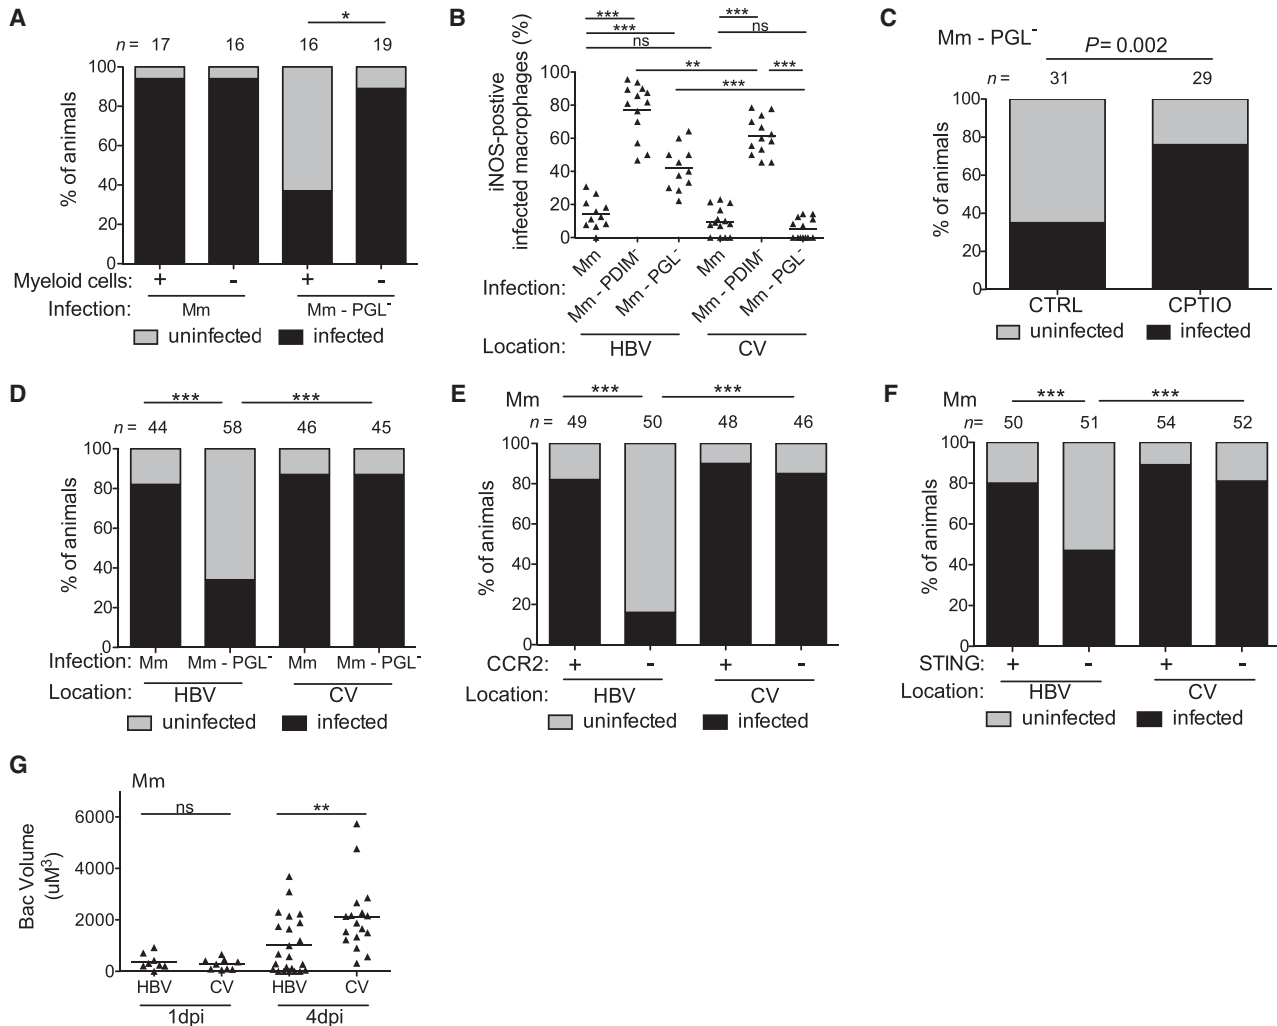 A
*
n = 17 16 16 19
100
80
60
40
20
0
% of animals
Myeloid cells: + - + -
Infection: Mm Mm - PGL-
uninfected infected
B
*** ***
*** ns
ns
** ***
***
100
80
60
40
20
0
iNOS-postive
infected macrophages (%)
Infection: Mm Mm - PDIM- Mm - PGL- Mm Mm - PDIM- Mm - PGL-
Location: HBV CV
C
Mm - PGL-
P= 0.002
n = 31 29
100
80
60
40
20
0
% of animals
CTRL CPTIO
uninfected infected
D
*** ***
n = 44 58 46 45
100
80
60
40
20
0
% of animals
Infection: Mm Mm - PGL- Mm Mm - PGL-
Location: HBV CV
uninfected infected
E
Mm
*** ***
n = 49 50 48 46
100
80
60
40
20
0
% of animals
CCR2: + - + -
Location: HBV CV
uninfected infected
F
Mm
*** ***
n= 50 51 54 52
100
80
60
40
20
0
% of animals
STING: + - + -
Location: HBV CV
uninfected infected
G
Mm
ns **
6000
4000
2000
0
Bac Volume
(uM3)
HBV CV HBV CV
1dpi 4dpi